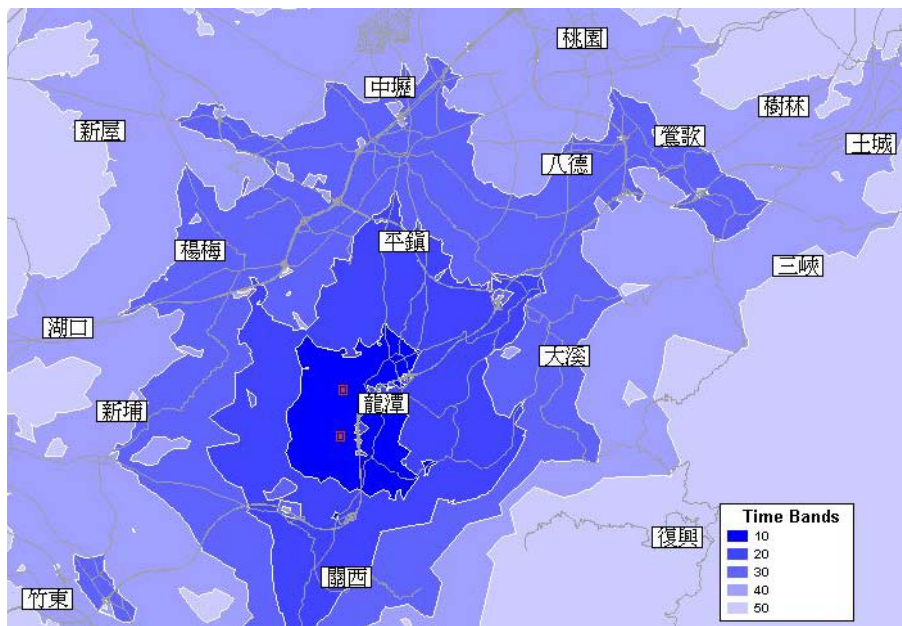 桃園
中壢
樹林
新屋
鶯歌
土城
八德
平鎮
楊梅
三峽
湖口
大溪
龍潭
新埔
復興
關西
竹東
Time Bands
10
20
30
40
50